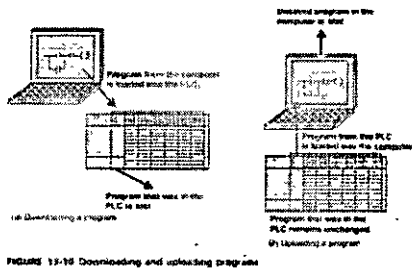 Program from the computer
is loaded into the PLC.
Program that was in the
PLC is lost
(a) Downloading a program
program in the
computer is lost
Program from the PLC
is loaded into the computer
Program that was in the
PLC remains unchanged
(b) Uploading a program
FIGURE 13-10 Downloading and uploading programs